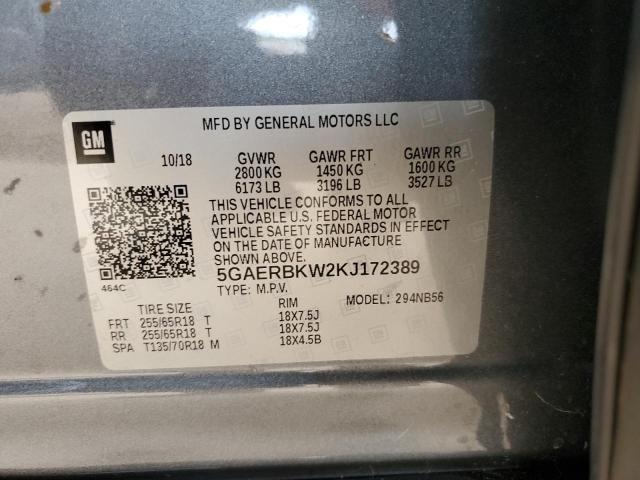 GM
MFD BY GENERAL MOTORS LLC
10/18 GVWR GAWR FRT GAWR RR
2800 KG 1450 KG 1600 KG
6173 LB 3196 LB 3527 LB
THIS VEHICLE CONFORMS TO ALL
APPLICABLE U.S. FEDERAL MOTOR
VEHICLE SAFETY STANDARDS IN EFFECT
ON THE DATE OF MANUFACTURE
SHOWN ABOVE.
464C
5GAERBKW2KJ172389
TYPE: M.P.V. MODEL: 294NB56
TIRE SIZE RIM
FRT 255/65R18 T 18X7.5J
RR 255/65R18 T 18X7.5J
SPA T135/70R18 M 18X4.5B